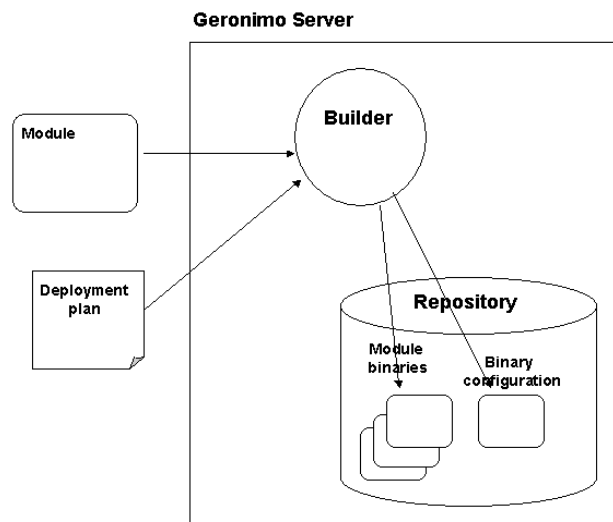 Geronimo Server
Builder
Module
Deployment
plan
Repository
Module
binaries
Binary
configuration